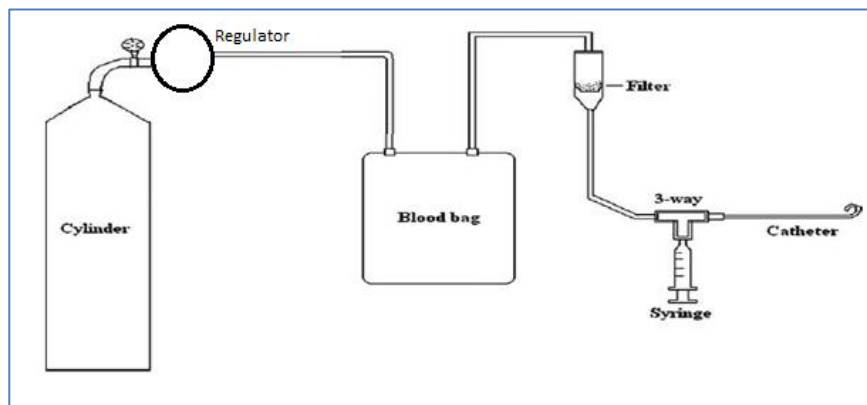 Regulator
Filter
3-way
Cylinder
Blood bag
Catheter
Syringe